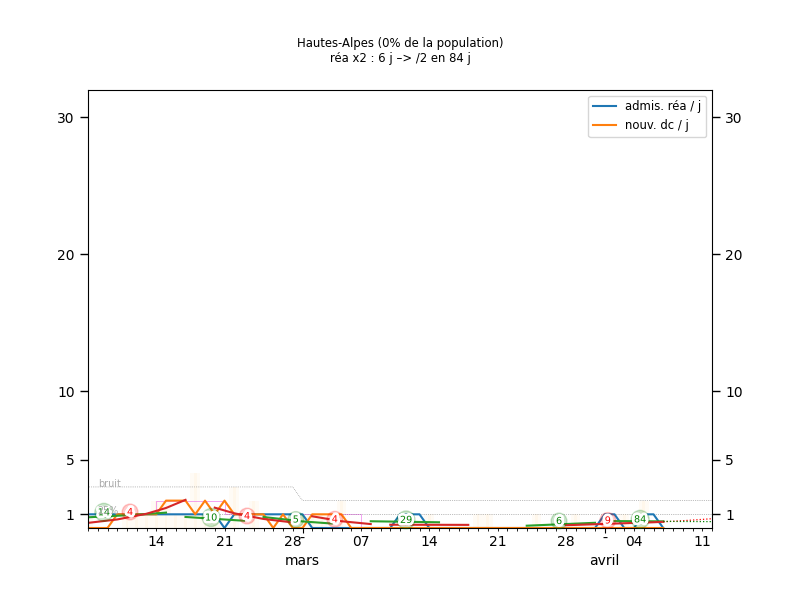 Hautes-Alpes (0% de la population)
réa x2 : 6 j –> /2 en 84 j
admis. réa / j
nouv. dc / j
30 30
20 20
10 10
5 5
bruit
14 4 10 4 5 4 29 6 9 84
1 1
14 21 28 07 14 21 28 - 04 11
mars avril